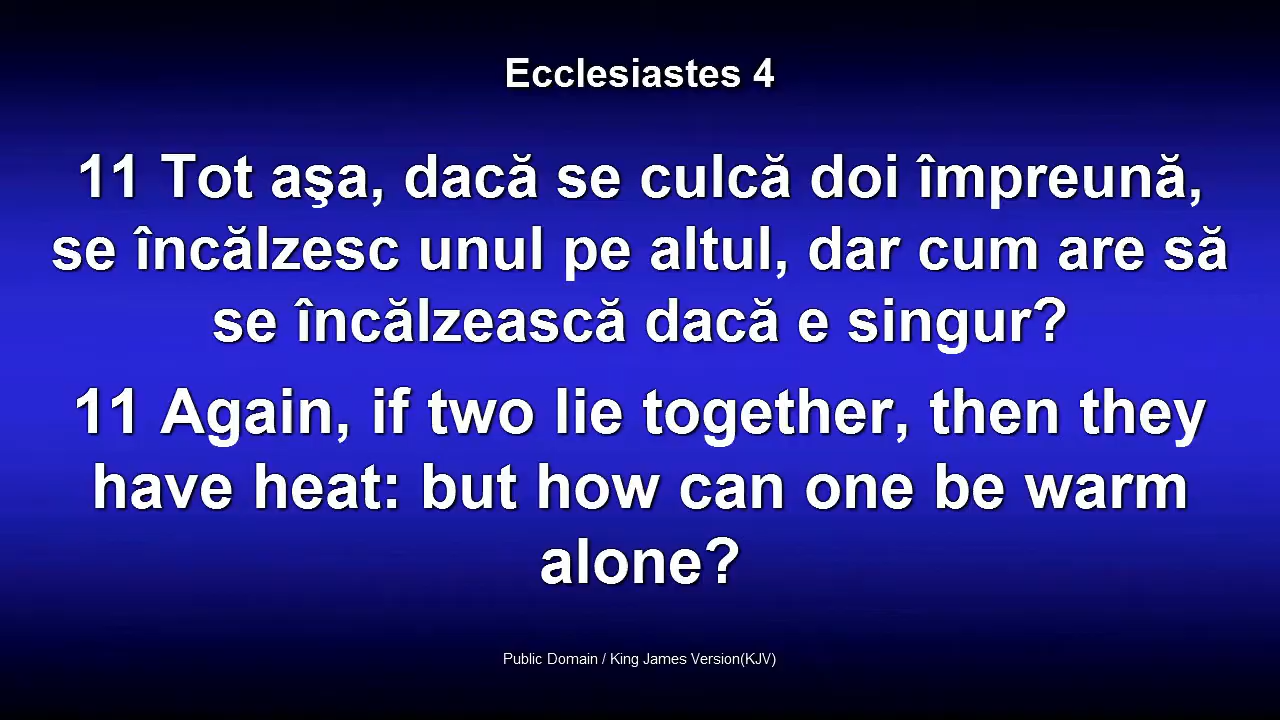 Ecclesiastes 4
11 Tot aşa, dacă se culcă doi împreună,
se încălzesc unul pe altul, dar cum are să
se încălzească dacă e singur?
11 Again, if two lie together, then they
have heat: but how can one be warm
alone?
Public Domain / King James Version(KJV)